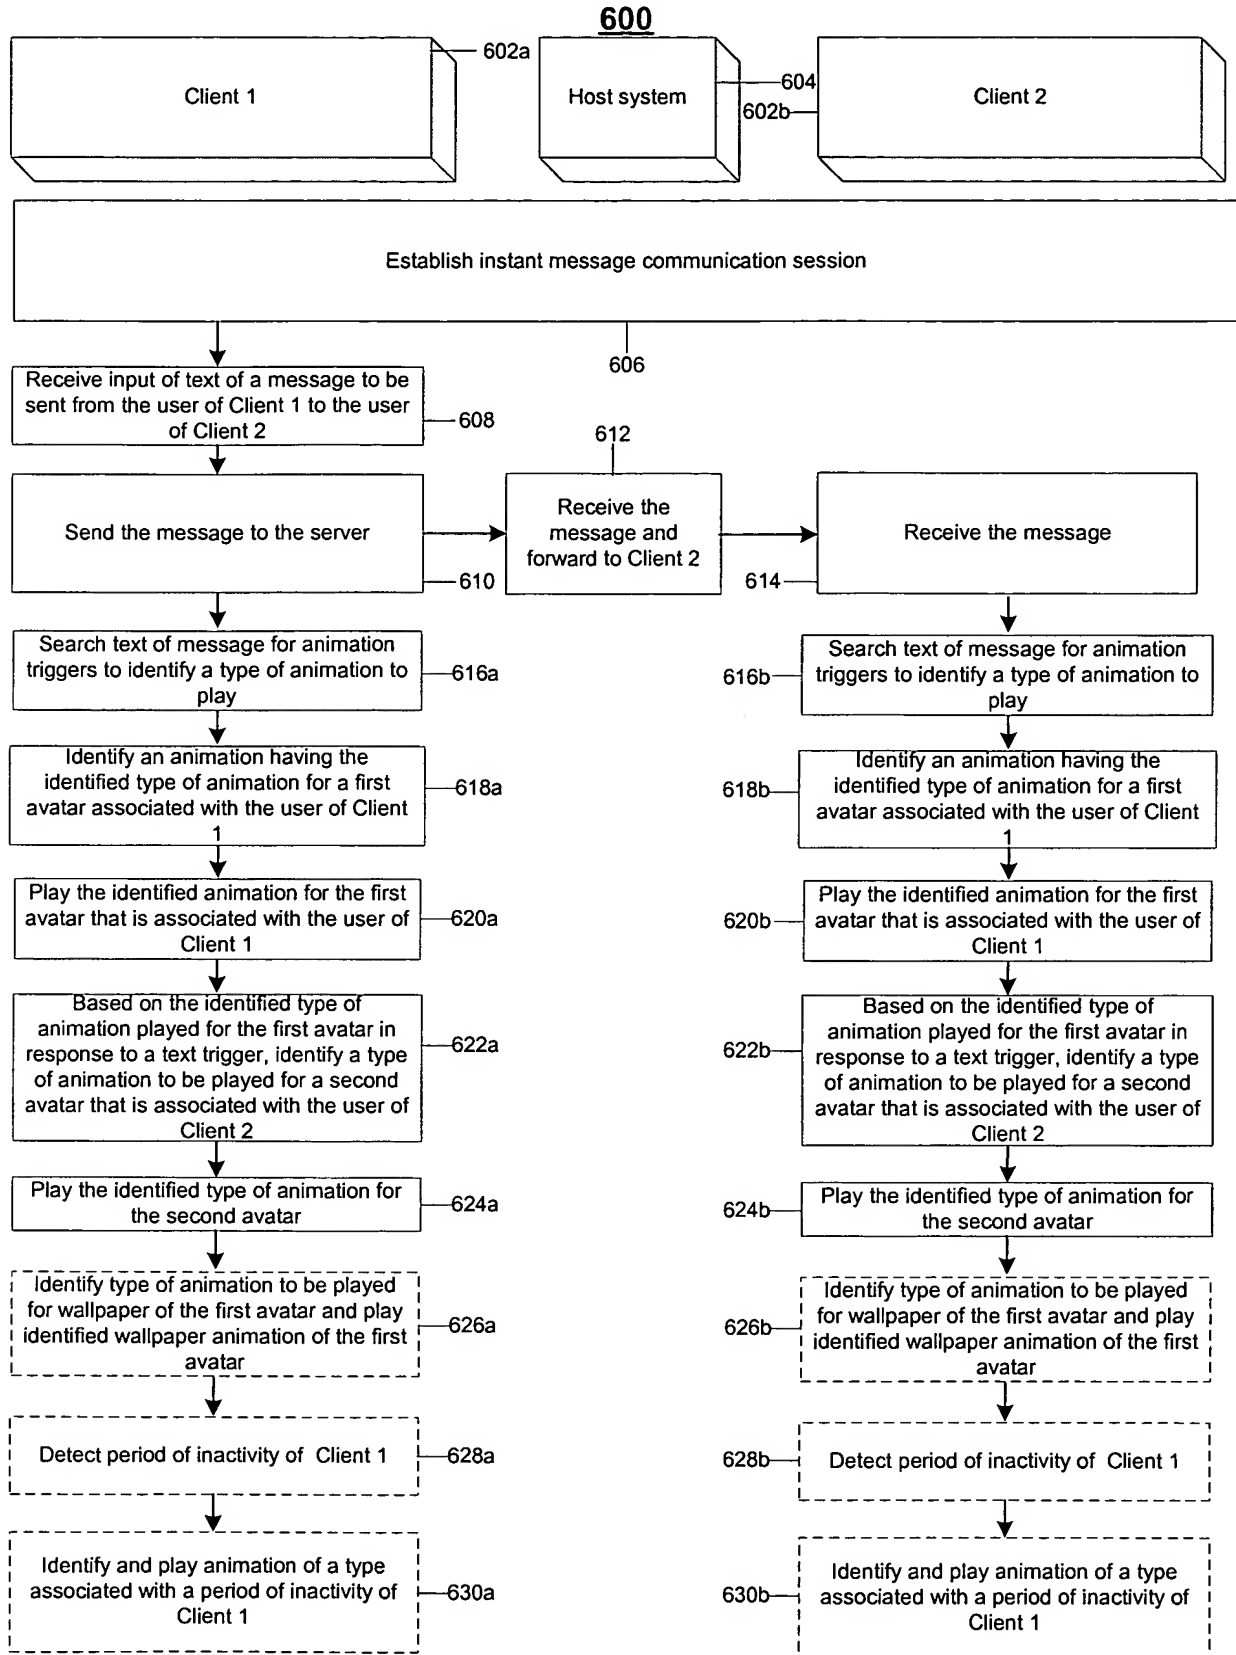 600
Client 1
602a
Host system
604
602b
Client 2
Establish instant message communication session
606
Receive input of text of a message to be
sent from the user of Client 1 to the user
of Client 2
608
612
Send the message to the server
610
Receive the
message and
forward to Client 2
614
Receive the message
Search text of message for animation
triggers to identify a type of animation to
play
616a
616b
Search text of message for animation
triggers to identify a type of animation to
play
Identify an animation having the
identified type of animation for a first
avatar associated with the user of Client
1
618a
618b
Identify an animation having the
identified type of animation for a first
avatar associated with the user of Client
1
Play the identified animation for the first
avatar that is associated with the user of
Client 1
620a
620b
Play the identified animation for the first
avatar that is associated with the user of
Client 1
Based on the identified type of
animation played for the first avatar in
response to a text trigger, identify a type
of animation to be played for a second
avatar that is associated with the user of
Client 2
622a
622b
Based on the identified type of
animation played for the first avatar in
response to a text trigger, identify a type
of animation to be played for a second
avatar that is associated with the user of
Client 2
Play the identified type of animation for
the second avatar
624a
624b
Play the identified type of animation for
the second avatar
Identify type of animation to be played
for wallpaper of the first avatar and play
identified wallpaper animation of the first
avatar
626a
626b
Identify type of animation to be played
for wallpaper of the first avatar and play
identified wallpaper animation of the first
avatar
Detect period of inactivity of Client 1
628a
628b
Detect period of inactivity of Client 1
Identify and play animation of a type
associated with a period of inactivity of
Client 1
630a
630b
Identify and play animation of a type
associated with a period of inactivity of
Client 1